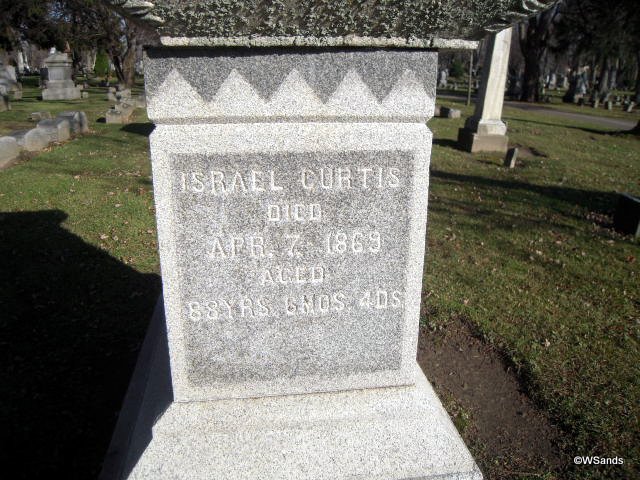 ISRAEL CURTIS
DIED
APR. 7, 1869
AGED
88YRS. 6MOS. 4DS.
©WSands